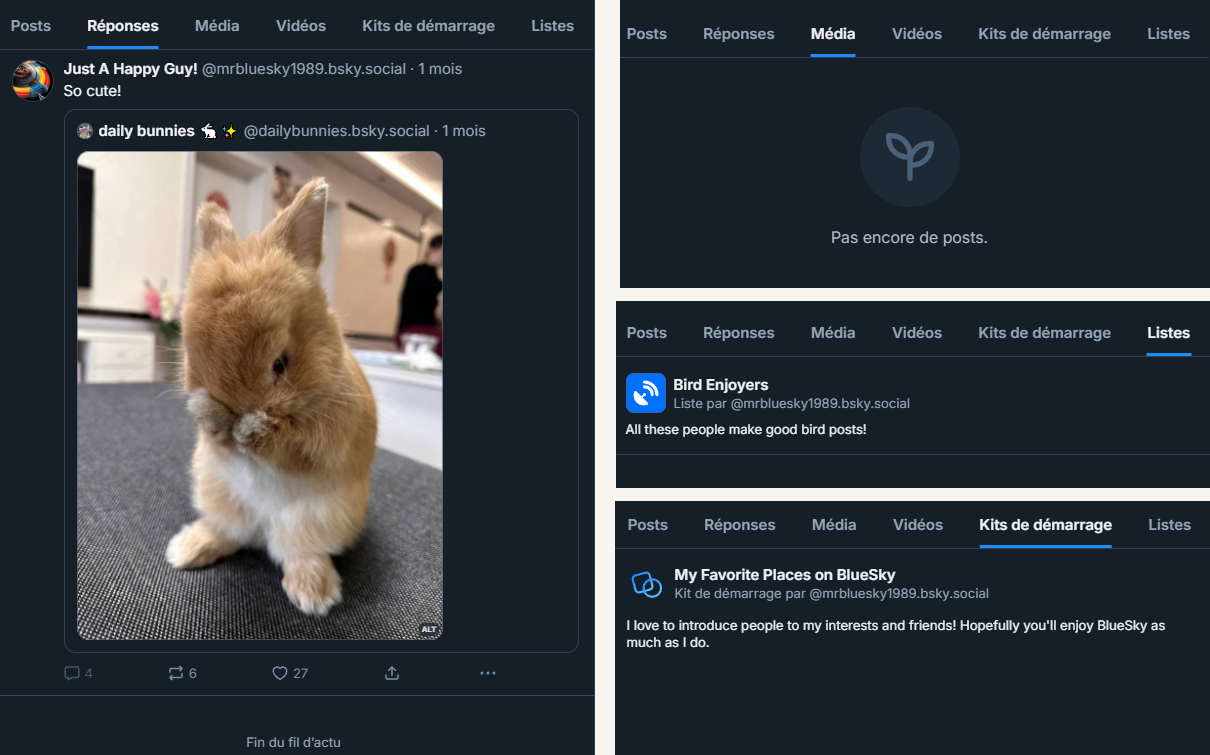 Posts Réponses Média Vidéos Kits de démarrage Listes
Just A Happy Guy! @mrbluesky1989.bsky.social · 1 mois
So cute!
daily bunnies 🐇 ✨ @dailybunnies.bsky.social · 1 mois
ALT
4 6 27
Fin du fil d’actu
Posts Réponses Média Vidéos Kits de démarrage Listes
Pas encore de posts.
Posts Réponses Média Vidéos Kits de démarrage Listes
Bird Enjoyers
Liste par @mrbluesky1989.bsky.social
All these people make good bird posts!
Posts Réponses Média Vidéos Kits de démarrage Listes
My Favorite Places on BlueSky
Kit de démarrage par @mrbluesky1989.bsky.social
I love to introduce people to my interests and friends! Hopefully you'll enjoy BlueSky as
much as I do.